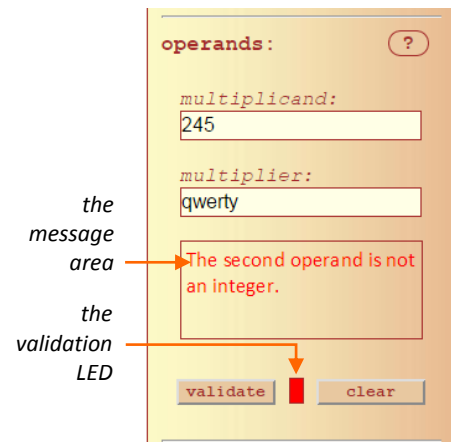 operands:
?
multiplicand:
245
multiplier:
qwerty
the
message
area
The second operand is not
an integer.
the
validation
LED
validate
clear